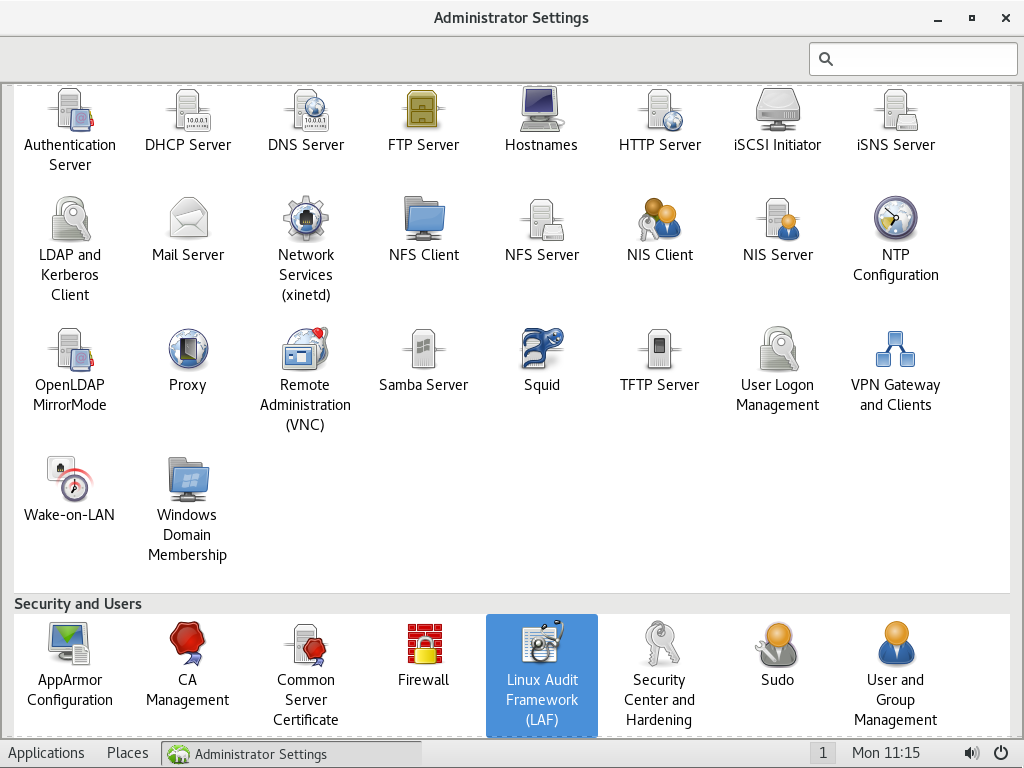 Administrator Settings
Authentication Server
DHCP Server
DNS Server
FTP Server
Hostnames
HTTP Server
iSCSI Initiator
iSNS Server
LDAP and Kerberos Client
Mail Server
Network Services (xinetd)
NFS Client
NFS Server
NIS Client
NIS Server
NTP Configuration
OpenLDAP MirrorMode
Proxy
Remote Administration (VNC)
Samba Server
Squid
TFTP Server
User Logon Management
VPN Gateway and Clients
Wake-on-LAN
Windows Domain Membership
Security and Users
AppArmor Configuration
CA Management
Common Server Certificate
Firewall
Linux Audit Framework (LAF)
Security Center and Hardening
Sudo
User and Group Management
Applications Places Administrator Settings 1 Mon 11:15